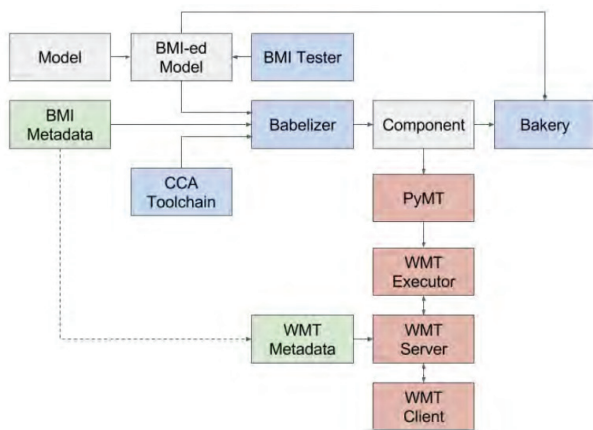 Model
BMI-ed
Model
BMI Tester
BMI
Metadata
Babelizer
Component
Bakery
CCA
Toolchain
PyMT
WMT
Executor
WMT
Metadata
WMT
Server
WMT
Client